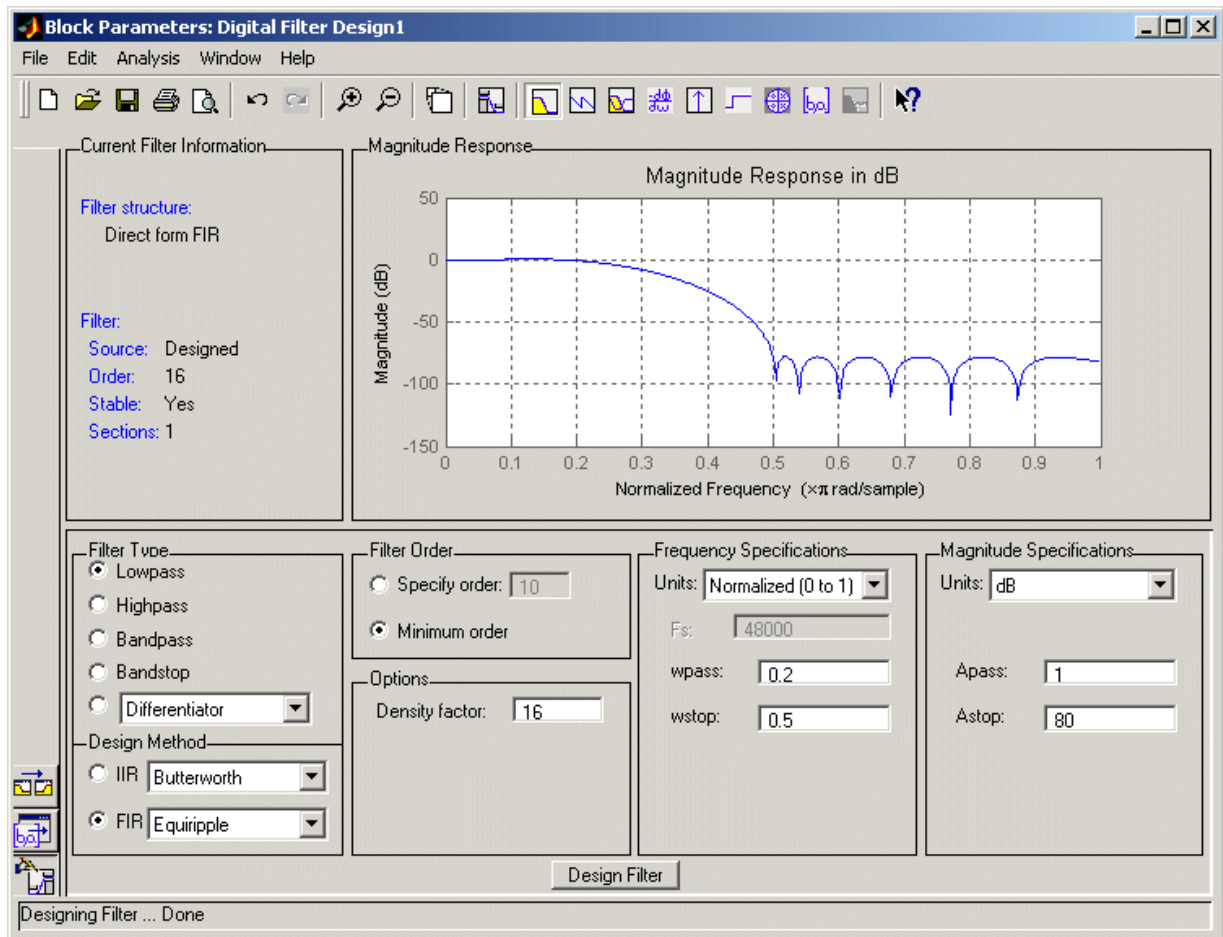 Block Parameters: Digital Filter Design1
File Edit Analysis Window Help
Current Filter Information
Filter structure:
Direct form FIR
Filter:
Source: Designed
Order: 16
Stable: Yes
Sections: 1
Magnitude Response
Magnitude Response in dB
Magnitude (dB)
50
0
-50
-100
-150
0 0.1 0.2 0.3 0.4 0.5 0.6 0.7 0.8 0.9 1
Normalized Frequency (×π rad/sample)
Filter Type
Lowpass
Highpass
Bandpass
Bandstop
Differentiator
Design Method
IIR Butterworth
FIR Equiripple
Filter Order
Specify order: 10
Minimum order
Options
Density factor: 16
Frequency Specifications
Units: Normalized (0 to 1)
Fs: 48000
wpass: 0.2
wstop: 0.5
Magnitude Specifications
Units: dB
Apass: 1
Astop: 80
Design Filter
Designing Filter ... Done